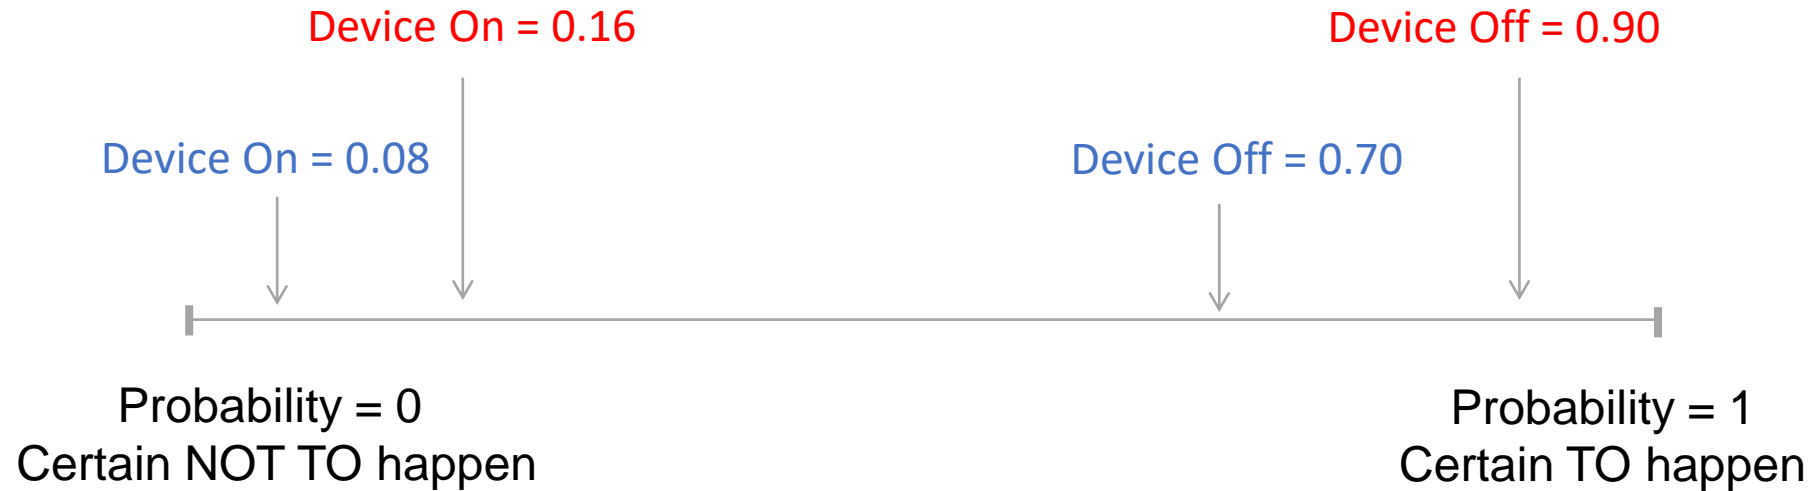 Device On = 0.16
Device Off = 0.90
Device On = 0.08
Device Off = 0.70
Probability = 0
Certain NOT TO happen
Probability = 1
Certain TO happen